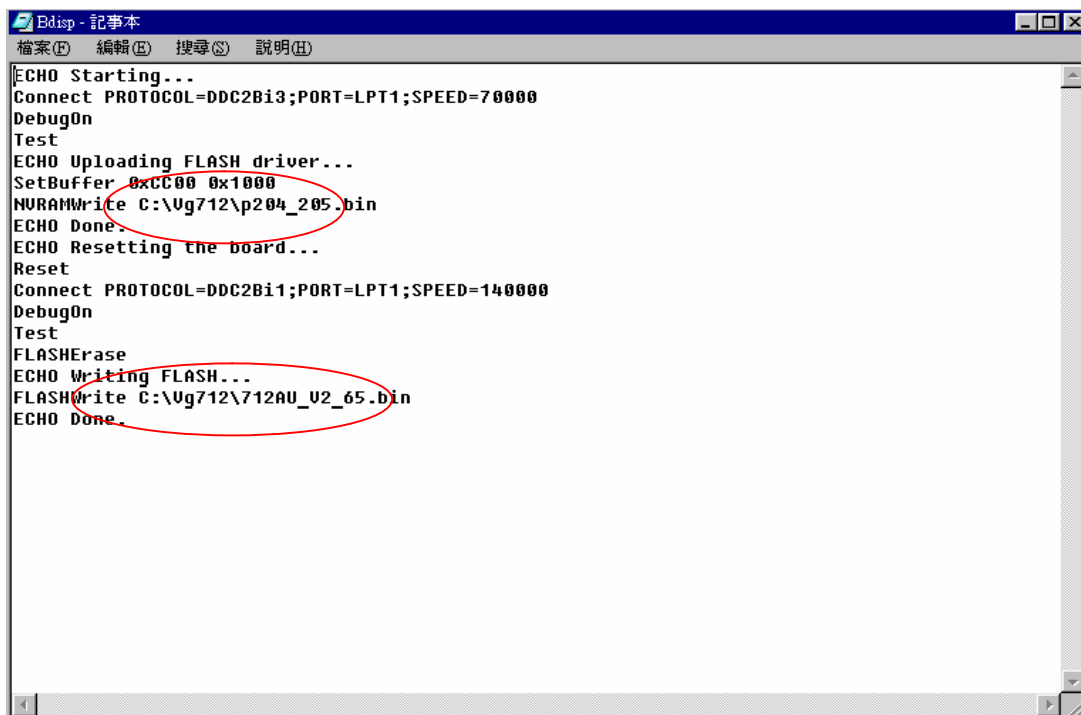 Bdisp - 記事本
檔案(F) 編輯(E) 搜尋(S) 說明(H)
ECHO Starting...
Connect PROTOCOL=DDC2Bi3;PORT=LPT1;SPEED=70000
DebugOn
Test
ECHO Uploading FLASH driver...
SetBuffer 0xCC00 0x1000
NVRAMWrite C:\Vg712\p204_205.bin
ECHO Done.
ECHO Resetting the board...
Reset
Connect PROTOCOL=DDC2Bi1;PORT=LPT1;SPEED=140000
DebugOn
Test
FLASHErase
ECHO Writing FLASH...
FLASHWrite C:\Vg712\712AU_V2_65.bin
ECHO Done.